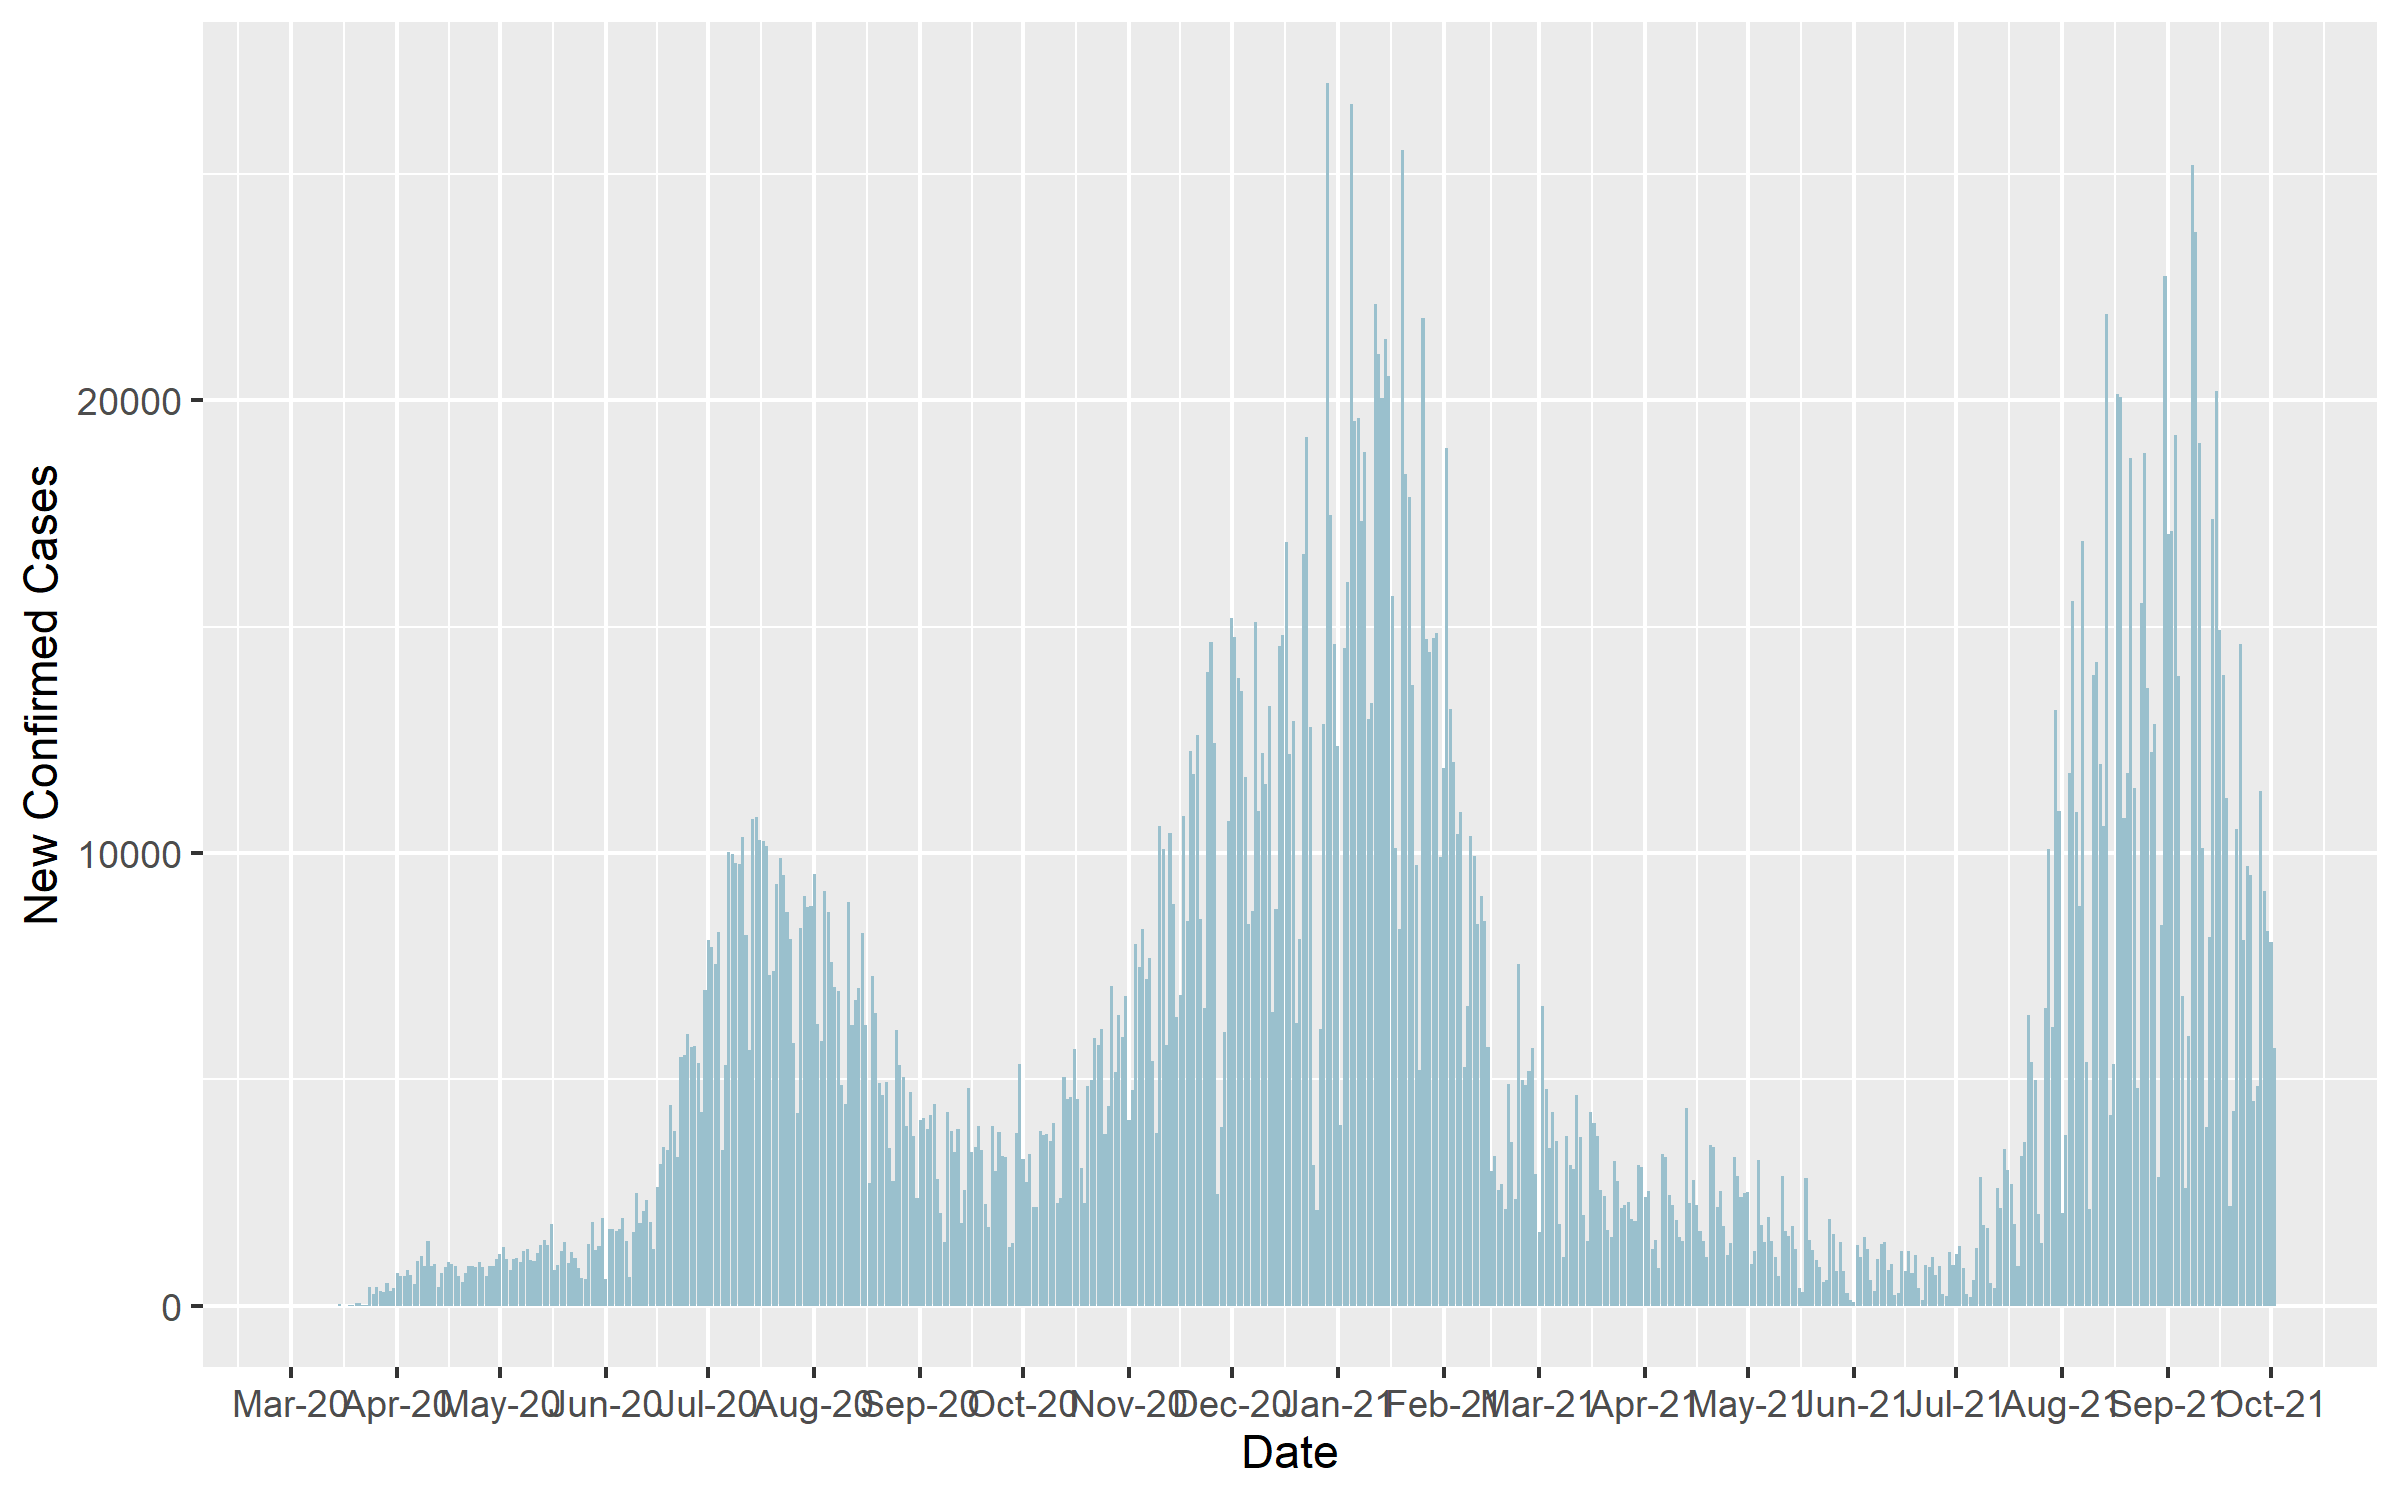 New Confirmed Cases
20000
10000
0
Mar-20 Apr-20 May-20 Jun-20 Jul-20 Aug-20 Sep-20 Oct-20 Nov-20 Dec-20 Jan-21 Feb-21 Mar-21 Apr-21 May-21 Jun-21 Jul-21 Aug-21 Sep-21 Oct-21
Date